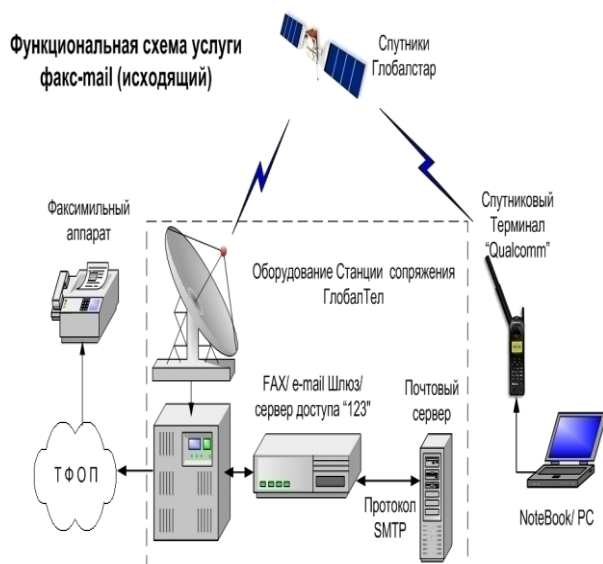 Функциональная схема услуги
факс-mail (исходящий)
Спутники
Глобалстар
Факсимильный
аппарат
Спутниковый
Терминал
"Qualcomm"
Оборудование Станции сопряжения
ГлобалТел
FAX/ e-mail Шлюз/
сервер доступа "123"
Почтовый
сервер
ТФОП
Протокол
SMTP
NoteBook/ PC